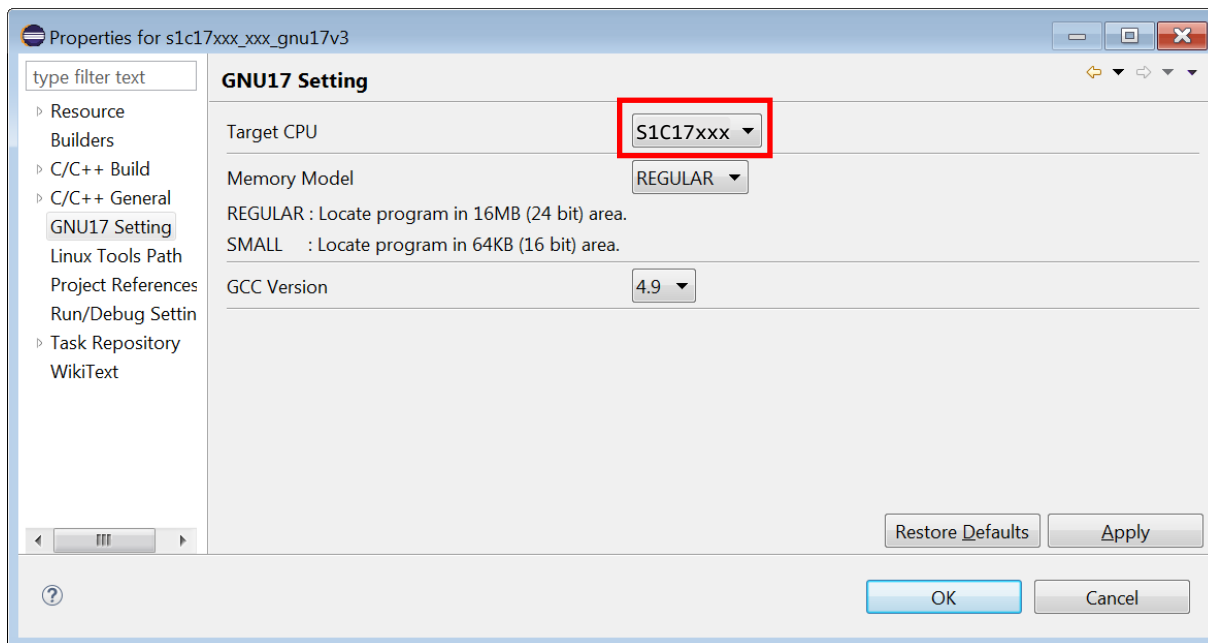 Properties for s1c17xxx_xxx_gnu17v3
type filter text
Resource
Builders
C/C++ Build
C/C++ General
GNU17 Setting
Linux Tools Path
Project References
Run/Debug Settin
Task Repository
WikiText
GNU17 Setting
Target CPU S1C17xxx
Memory Model REGULAR
REGULAR : Locate program in 16MB (24 bit) area.
SMALL : Locate program in 64KB (16 bit) area.
GCC Version 4.9
Restore Defaults Apply
? OK Cancel